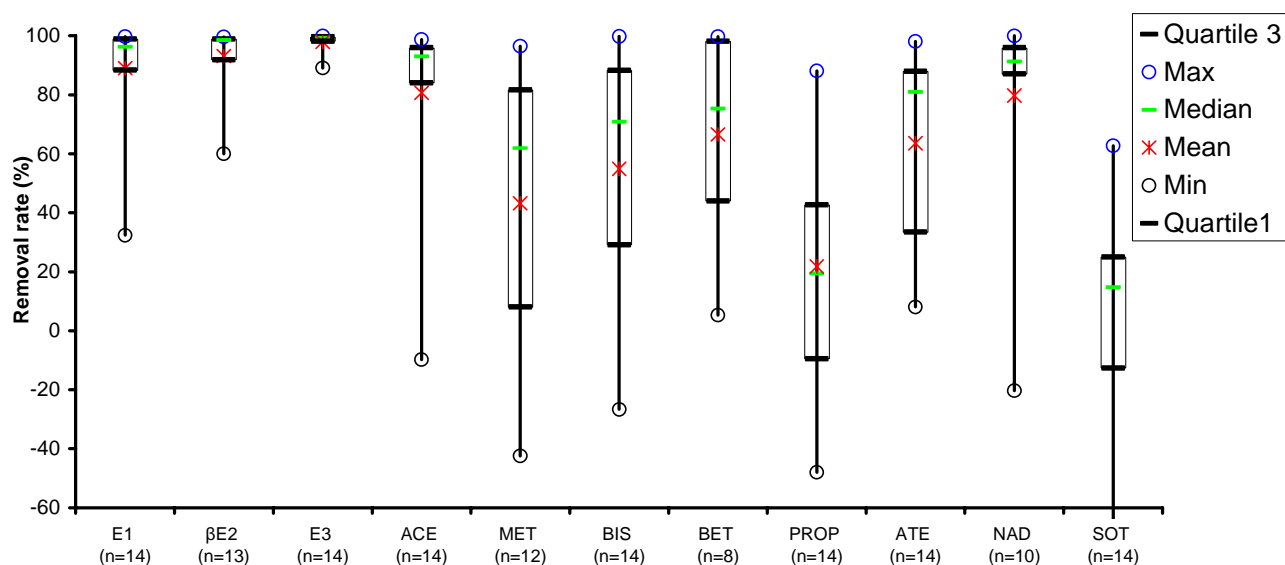 Removal rate (%)
100
80
60
40
20
0
-20
-40
-60
E1
(n=14)
βE2
(n=13)
E3
(n=14)
ACE
(n=14)
MET
(n=12)
BIS
(n=14)
BET
(n=8)
PROP
(n=14)
ATE
(n=14)
NAD
(n=10)
SOT
(n=14)
Quartile 3
Max
Median
Mean
Min
Quartile1